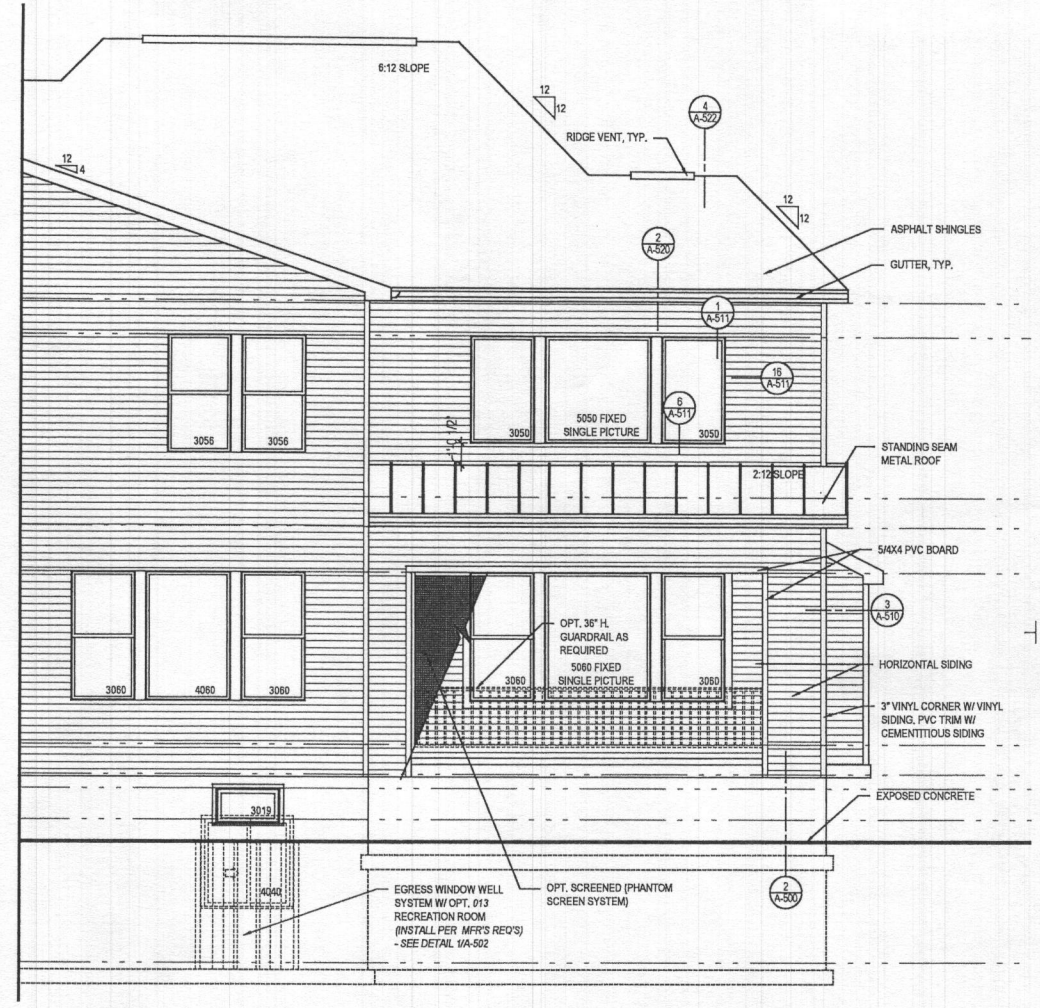 6:12 SLOPE
12
12
4
A-522
RIDGE VENT, TYP.
12
4
12
12
ASPHALT SHINGLES
2
A-520
GUTTER, TYP.
1
A-511
16
A-511
6
A-511
5050 FIXED
SINGLE PICTURE
3056
3056
3050
3050
STANDING SEAM
METAL ROOF
2:12 SLOPE
5/4X4 PVC BOARD
3
A-510
OPT. 36" H.
GUARDRAIL AS
REQUIRED
5060 FIXED
SINGLE PICTURE
HORIZONTAL SIDING
3060
4060
3060
3060
3060
3" VINYL CORNER W/ VINYL
SIDING, PVC TRIM W/
CEMENTITIOUS SIDING
EXPOSED CONCRETE
3019
4040
EGRESS WINDOW WELL
SYSTEM W/ OPT. 013
RECREATION ROOM
(INSTALL PER MFR'S REQ'S)
- SEE DETAIL 1/A-502
OPT. SCREENED (PHANTOM
SCREEN SYSTEM)
2
A-500